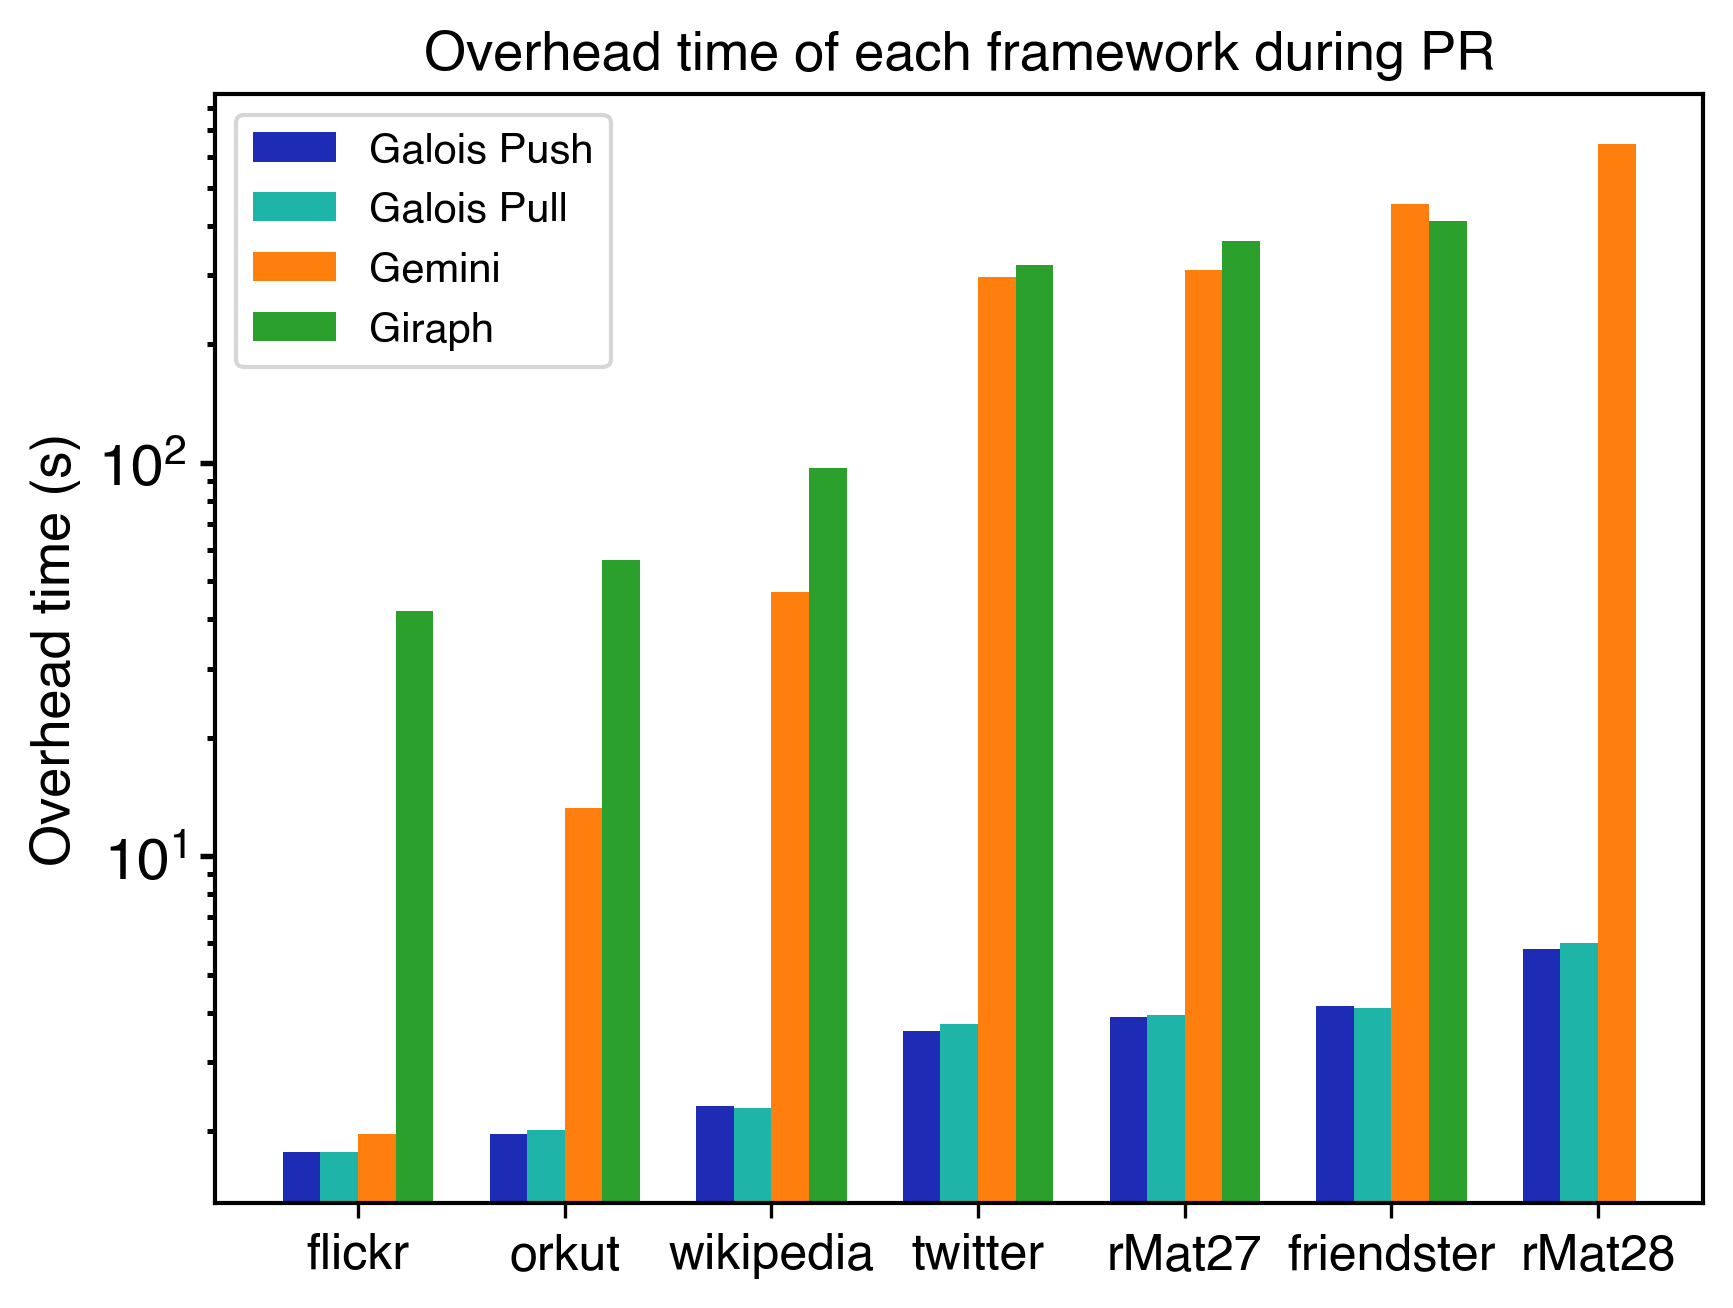 Overhead time of each framework during PR
Galois Push
Galois Pull
Gemini
Giraph
Overhead time (s)
10²
10¹
flickr orkut wikipedia twitter rMat27 friendster rMat28